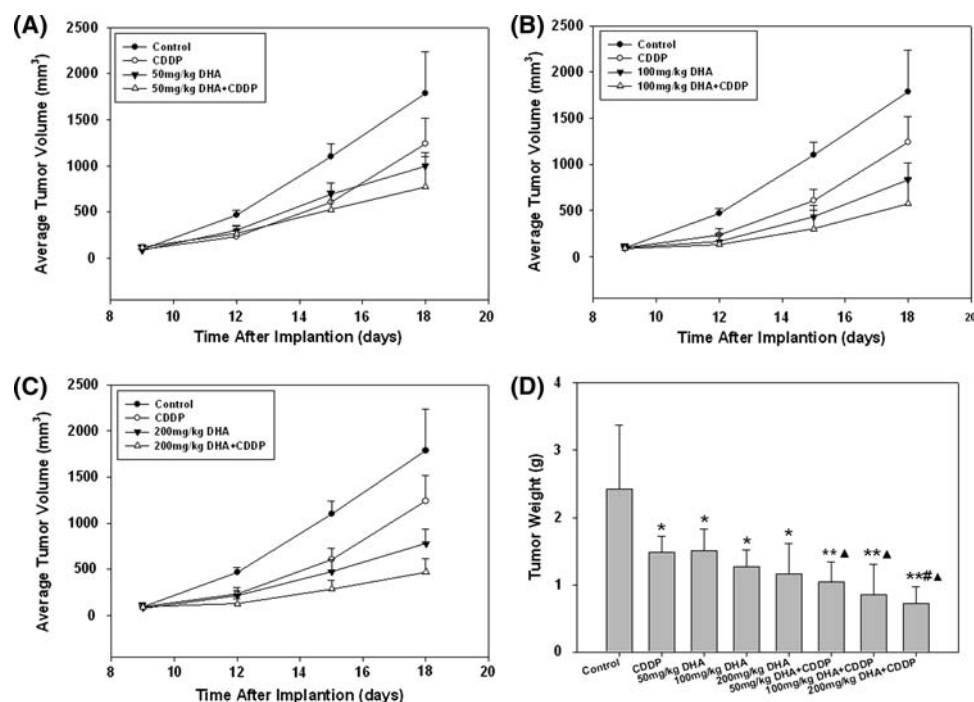 (A)
Control
CDDP
50mg/kg DHA
50mg/kg DHA+CDDP
2500
2000
1500
1000
500
0
Average Tumor Volume (mm³)
8 10 12 14 16 18 20
Time After Implantion (days)
(B)
Control
CDDP
100mg/kg DHA
100mg/kg DHA+CDDP
2500
2000
1500
1000
500
0
Average Tumor Volume (mm³)
8 10 12 14 16 18 20
Time After Implantion (days)
(C)
Control
CDDP
200mg/kg DHA
200mg/kg DHA+CDDP
2500
2000
1500
1000
500
0
Average Tumor Volume (mm³)
8 10 12 14 16 18 20
Time After Implantion (days)
(D)
4
3
2
1
0
Tumor Weight (g)
*
*
*
*
**▲
**▲
**#▲
Control
CDDP
50mg/kg DHA
100mg/kg DHA
200mg/kg DHA
50mg/kg DHA+CDDP
100mg/kg DHA+CDDP
200mg/kg DHA+CDDP